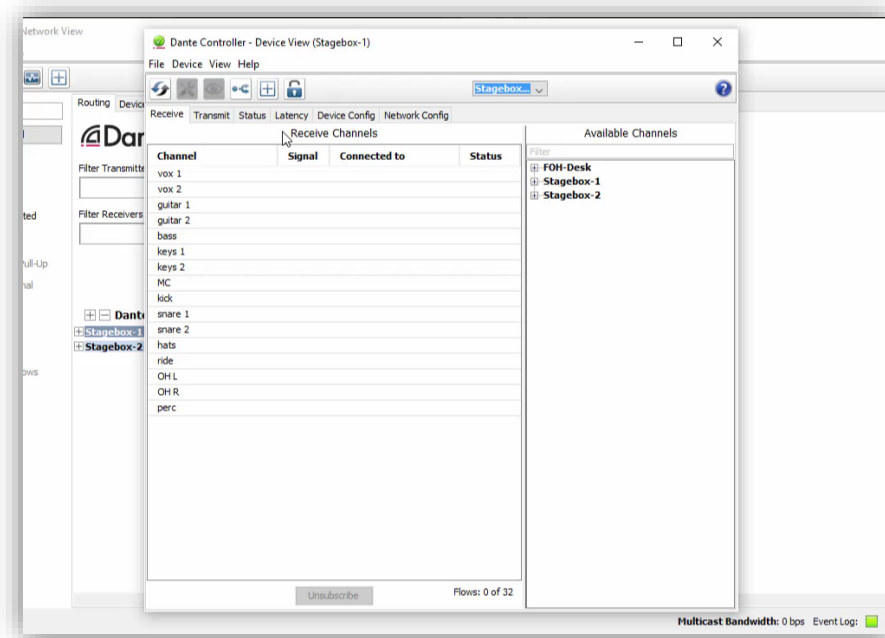 Network View
Dante Controller - Device View (Stagebox-1)
File Device View Help
Stagebox...
Routing Device
Receive Transmit Status Latency Device Config Network Config
Dan
Receive Channels
Available Channels
Filter Transmitte
Filter
Channel Signal Connected to Status
FOH-Desk
Stagebox-1
Stagebox-2
vox 1
vox 2
guitar 1
guitar 2
bass
keys 1
keys 2
MC
kick
snare 1
snare 2
hats
ride
OH L
OH R
perc
Filter Receivers
ted
ull-Up
nal
Dante
Stagebox-1
Stagebox-2
ows
Unsubscribe
Flows: 0 of 32
Multicast Bandwidth: 0 bps Event Log: